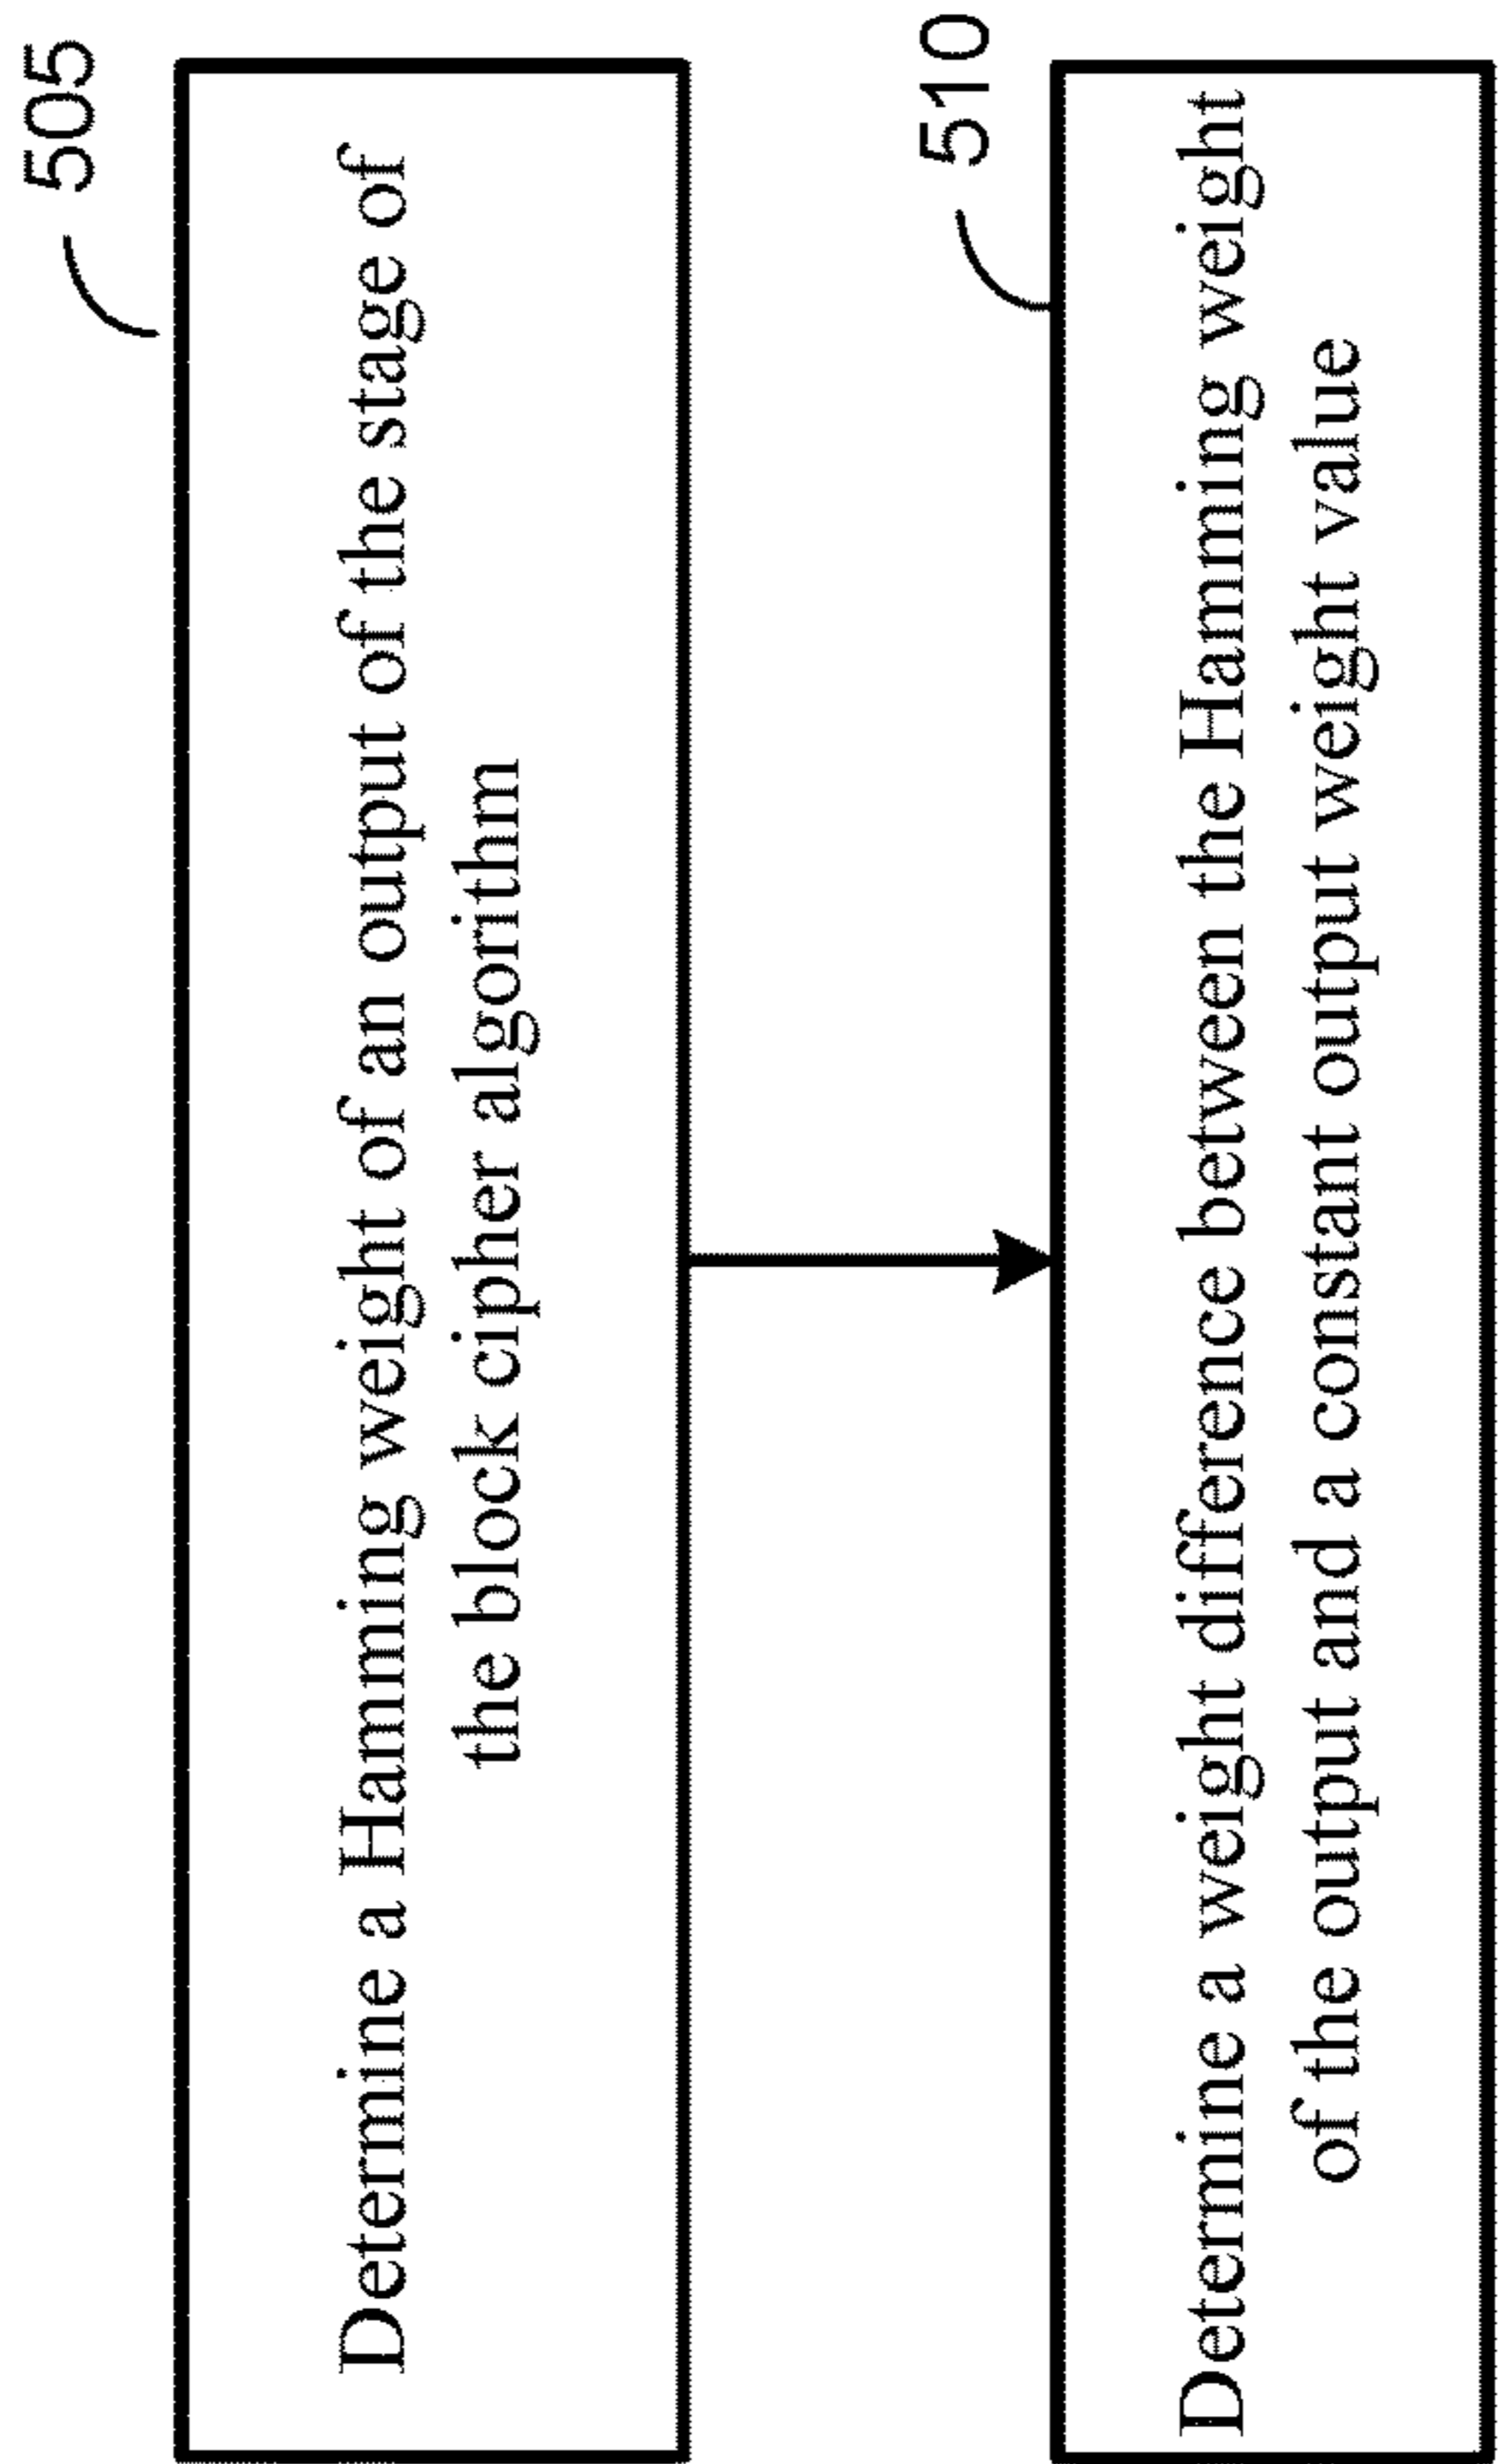 505
Determine a Hamming weight of an output of the stage of
the block cipher algorithm
510
Determine a weight difference between the Hamming weight
of the output and a constant output weight value